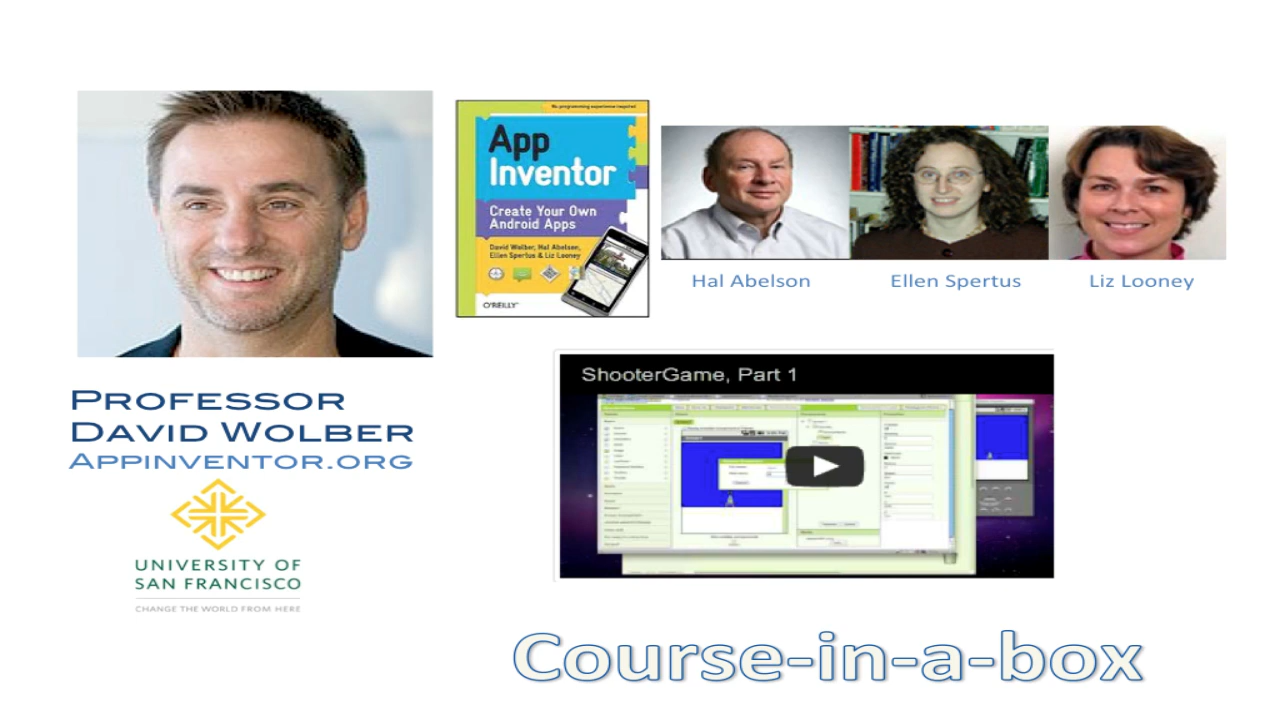 No programming experience required
App
Inventor
Create Your Own
Android Apps
David Wolber, Hal Abelson,
Ellen Spertus & Liz Looney
O'REILLY
Hal Abelson
Ellen Spertus
Liz Looney
PROFESSOR
DAVID WOLBER
APPINVENTOR.ORG
UNIVERSITY OF
SAN FRANCISCO
CHANGE THE WORLD FROM HERE
ShooterGame, Part 1
Course-in-a-box